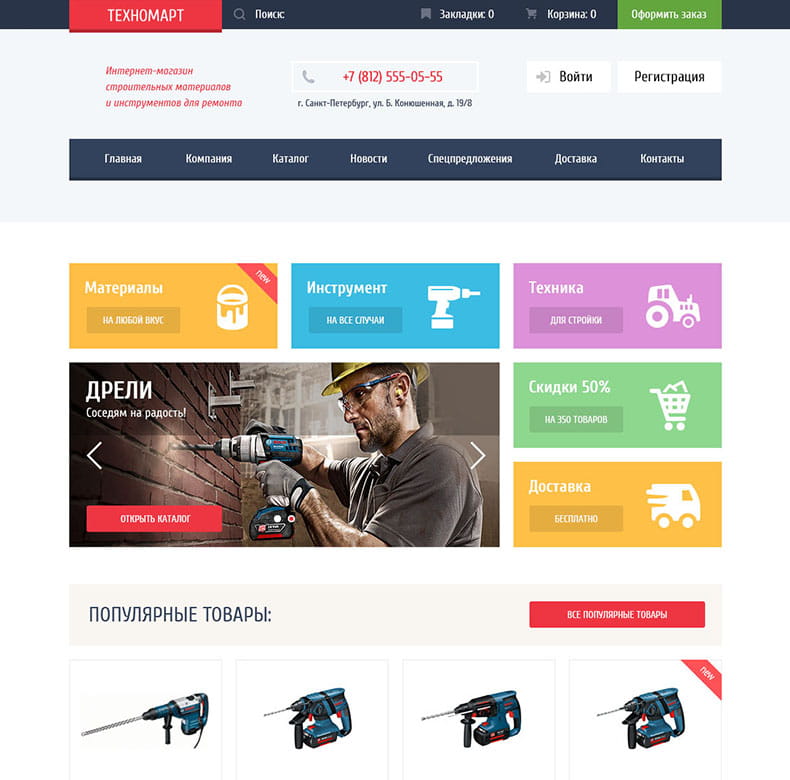 ТЕХНОМАРТ
Поиск:
Закладки: 0
Корзина: 0
Оформить заказ
Интернет-магазин
строительных материалов
и инструментов для ремонта
+7 (812) 555-05-55
г. Санкт-Петербург, ул. Б. Конюшенная, д. 19/8
Войти
Регистрация
Главная
Компания
Каталог
Новости
Спецпредложения
Доставка
Контакты
Материалы
НА ЛЮБОЙ ВКУС
new
Инструмент
НА ВСЕ СЛУЧАИ
Техника
ДЛЯ СТРОЙКИ
ДРЕЛИ
Соседям на радость!
ОТКРЫТЬ КАТАЛОГ
Скидки 50%
НА 350 ТОВАРОВ
Доставка
БЕСПЛАТНО
ПОПУЛЯРНЫЕ ТОВАРЫ:
ВСЕ ПОПУЛЯРНЫЕ ТОВАРЫ
new